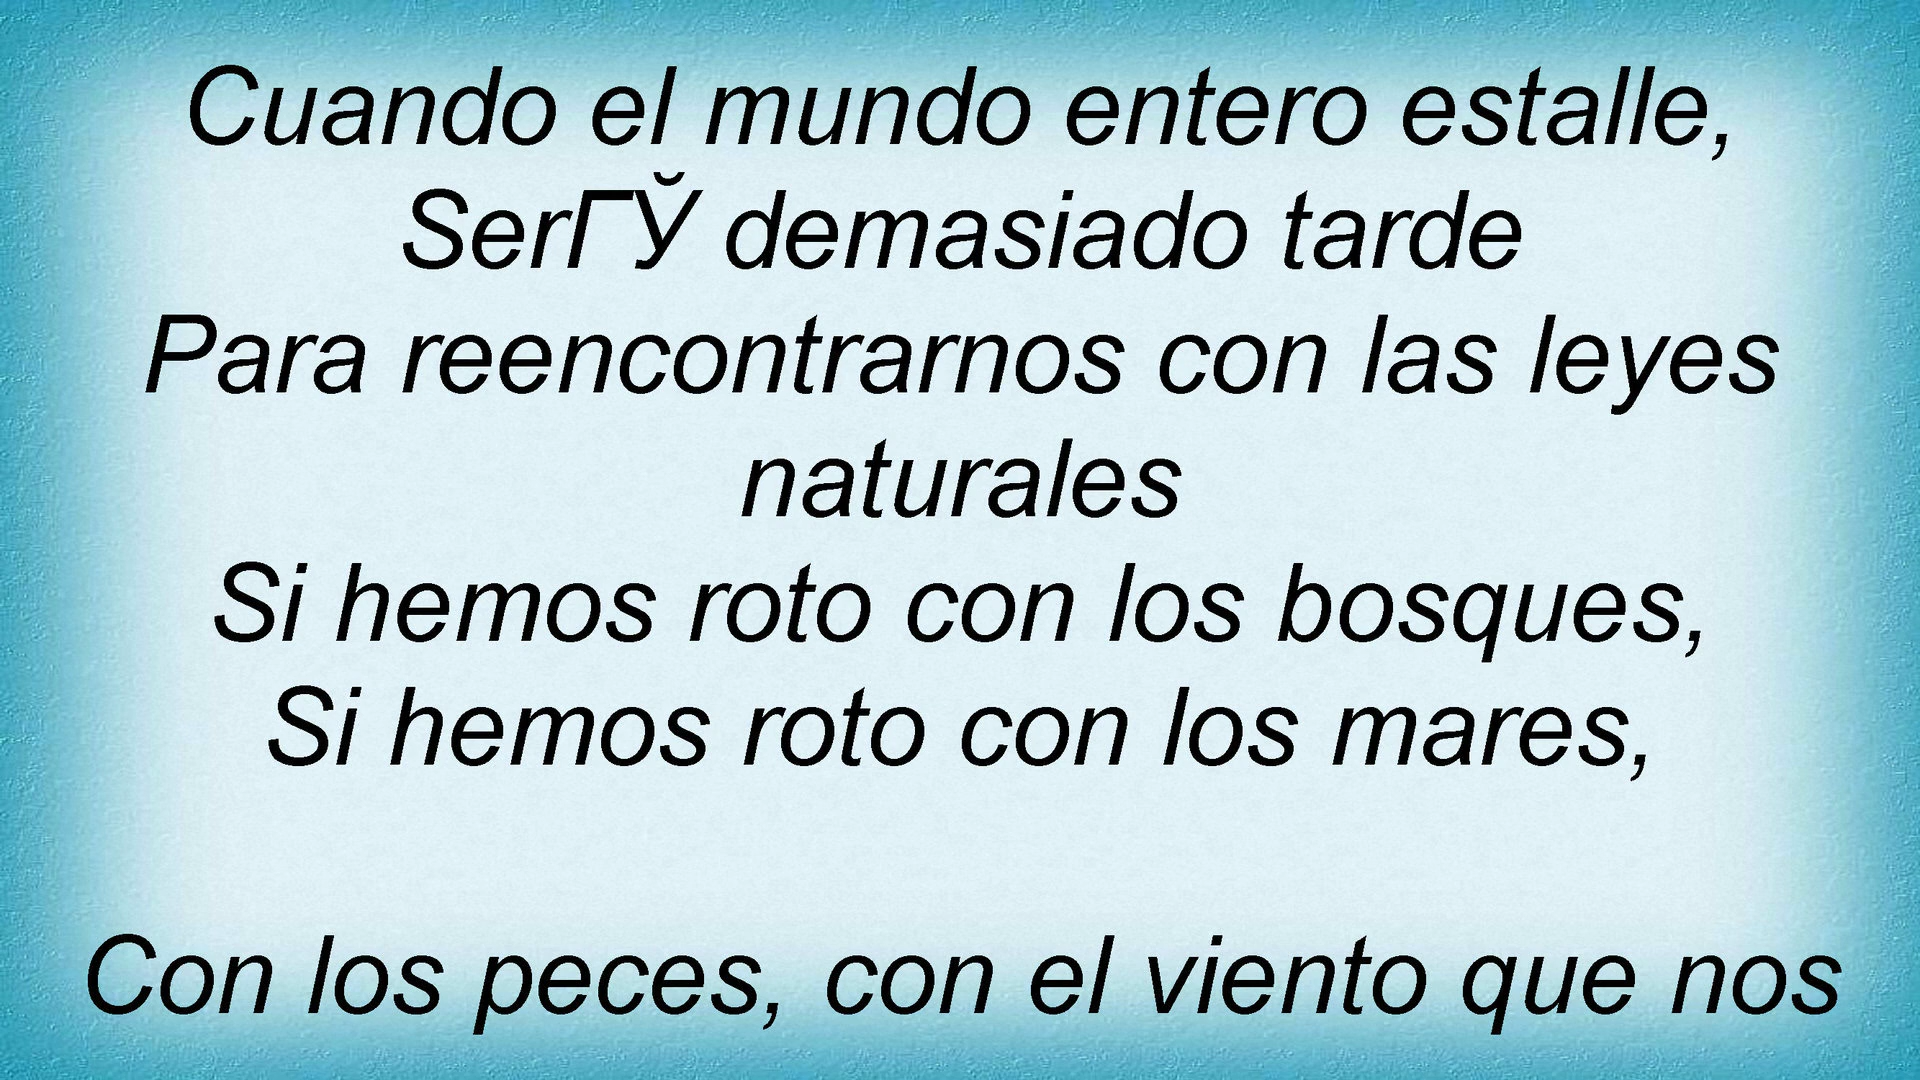 Cuando el mundo entero estalle,
SerГЎ demasiado tarde
Para reencontrarnos con las leyes
naturales
Si hemos roto con los bosques,
Si hemos roto con los mares,
Con los peces, con el viento que nos